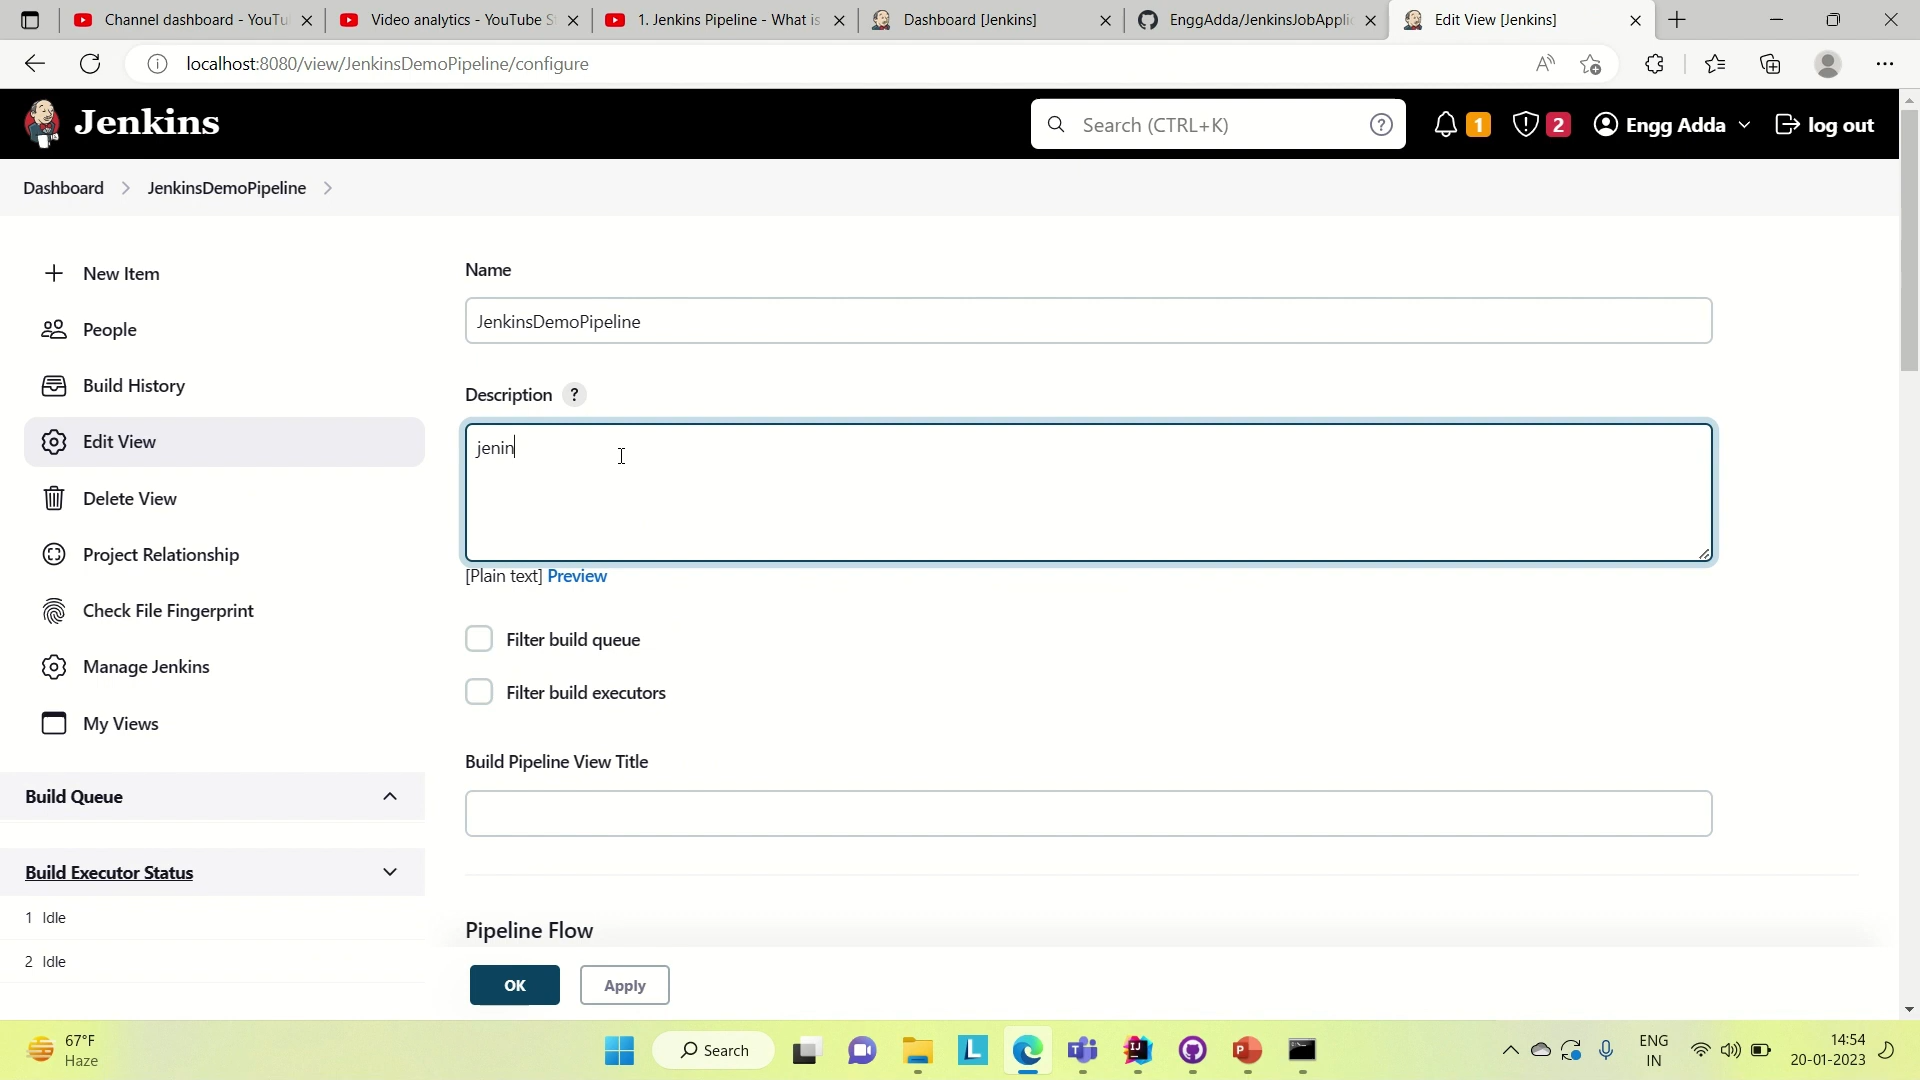 Channel dashboard - YouTu
Video analytics - YouTube S
1. Jenkins Pipeline - What is
Dashboard [Jenkins]
EnggAdda/JenkinsJobApplic
Edit View [Jenkins]
localhost:8080/view/JenkinsDemoPipeline/configure
Jenkins
Search (CTRL+K)
1
2
Engg Adda
log out
Dashboard
JenkinsDemoPipeline
New Item
People
Build History
Edit View
Delete View
Project Relationship
Check File Fingerprint
Manage Jenkins
My Views
Build Queue
Build Executor Status
1 Idle
2 Idle
Name
JenkinsDemoPipeline
Description ?
jenin
[Plain text] Preview
Filter build queue
Filter build executors
Build Pipeline View Title
Pipeline Flow
OK
Apply
67°F
Haze
Search
ENG
IN
14:54
20-01-2023